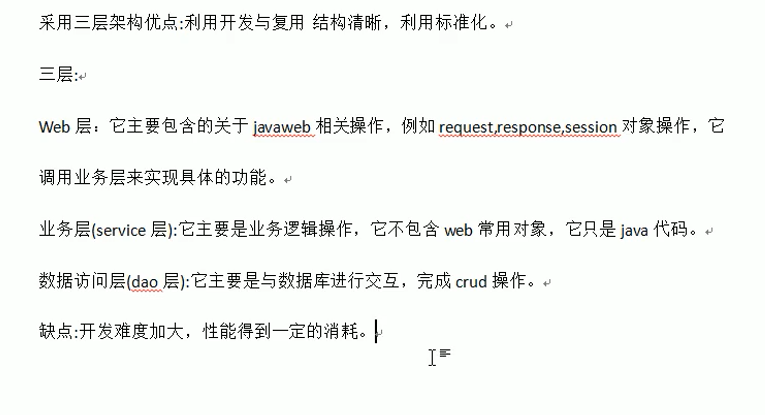 采用三层架构优点:利用开发与复用 结构清晰，利用标准化。
三层:
Web 层：它主要包含的关于 javaweb 相关操作，例如 request,response,session 对象操作，它
调用业务层来实现具体的功能。
业务层(service 层):它主要是业务逻辑操作，它不包含 web 常用对象，它只是 java 代码。
数据访问层(dao 层):它主要是与数据库进行交互，完成 crud 操作。
缺点:开发难度加大，性能得到一定的消耗。